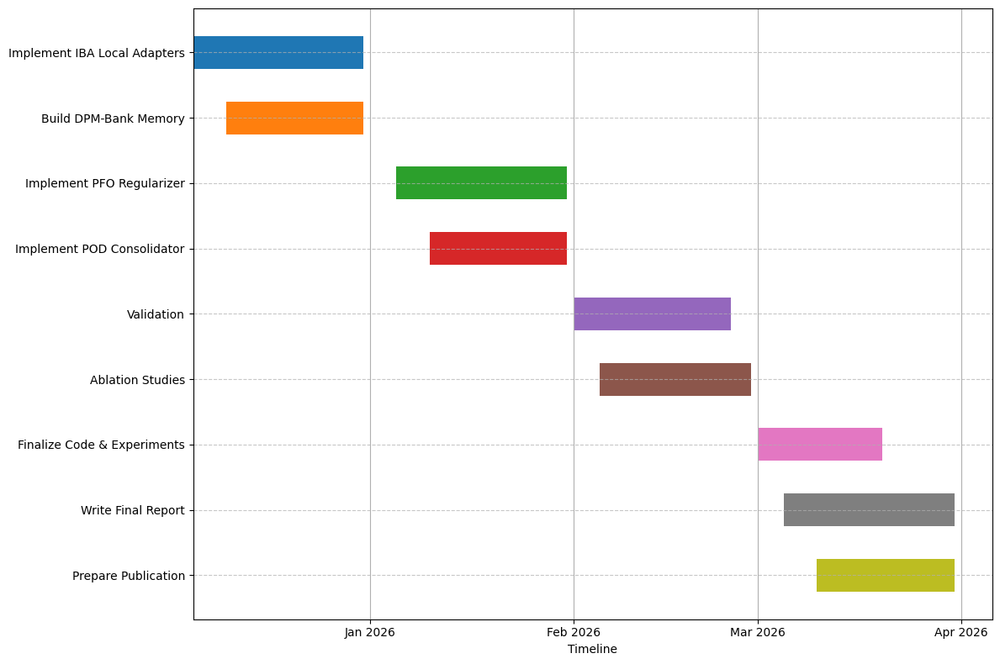 Implement IBA Local Adapters
Build DPM-Bank Memory
Implement PFO Regularizer
Implement POD Consolidator
Validation
Ablation Studies
Finalize Code & Experiments
Write Final Report
Prepare Publication
Jan 2026
Feb 2026
Mar 2026
Apr 2026
Timeline